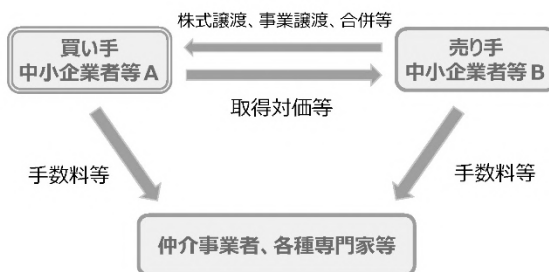 株式譲渡、事業譲渡、合併等
買い手
中小企業者等A
売り手
中小企業者等B
取得対価等
手数料等
手数料等
仲介事業者、各種専門家等